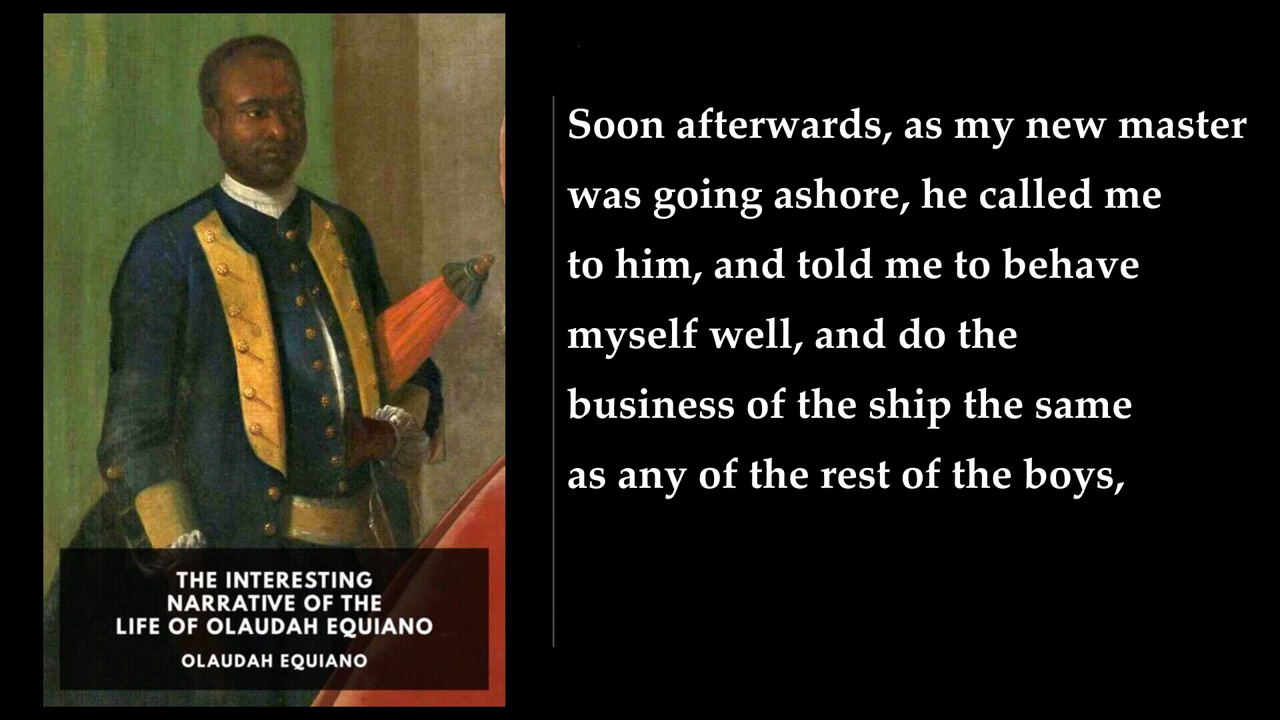 Soon afterwards, as my new master
was going ashore, he called me
to him, and told me to behave
myself well, and do the
business of the ship the same
as any of the rest of the boys,
THE INTERESTING
NARRATIVE OF THE
LIFE OF OLAUDAH EQUIANO
OLAUDAH EQUIANO